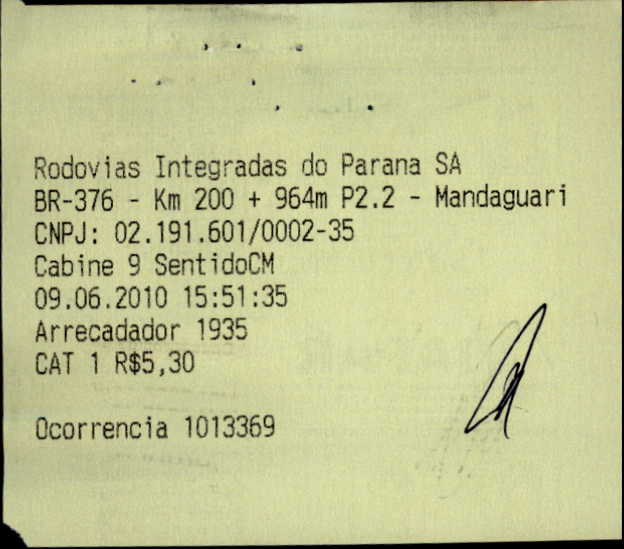 Rodovias Integradas do Parana SA
BR-376 - Km 200 + 964m P2.2 - Mandaguari
CNPJ: 02.191.601/0002-35
Cabine 9 SentidoCM
09.06.2010 15:51:35
Arrecadador 1935
CAT 1 R$5,30
Ocorrencia 1013369